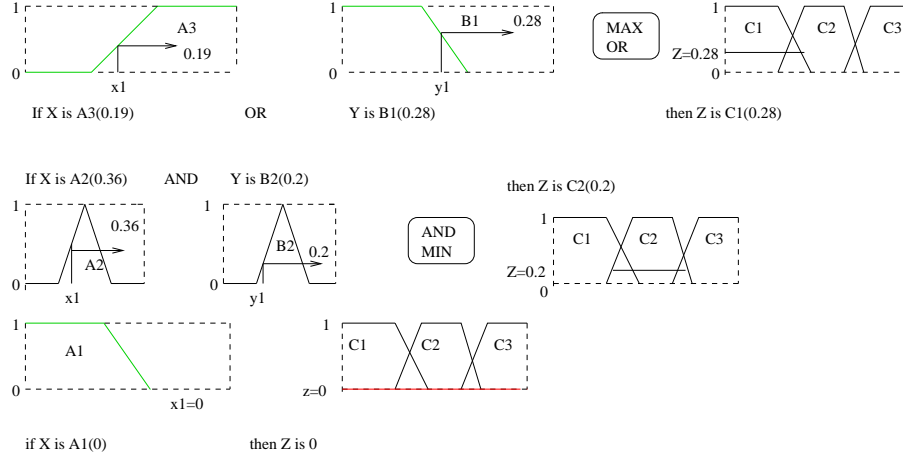 1
A3
0.19
0
x1
1
B1
0.28
0
y1
MAX
OR
1
C1
C2
C3
Z=0.28
0
If X is A3(0.19)
OR
Y is B1(0.28)
then Z is C1(0.28)
If X is A2(0.36)
AND
Y is B2(0.2)
then Z is C2(0.2)
1
0.36
A2
0
x1
1
B2
0.2
0
y1
AND
MIN
1
C1
C2
C3
Z=0.2
0
1
A1
0
x1=0
1
C1
C2
C3
z=0
if X is A1(0)
then Z is 0